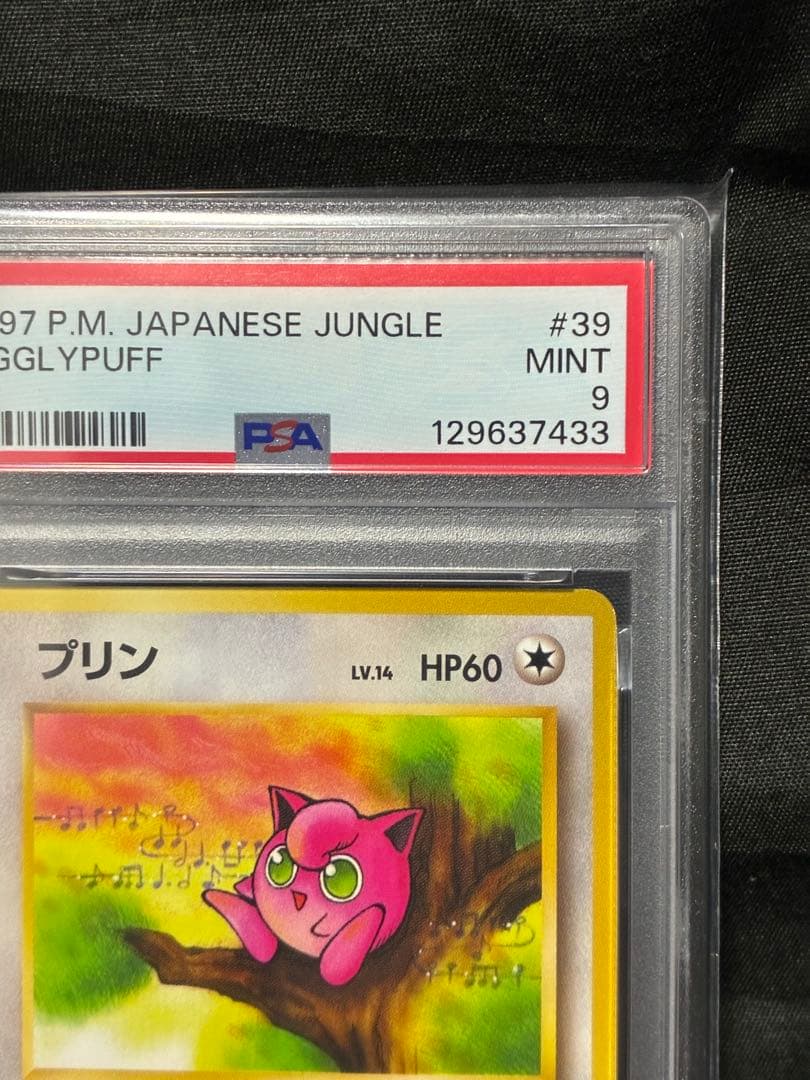 97 P.M. JAPANESE JUNGLE #39
GGLYPUFF MINT
9
PSA 129637433
プリン LV.14 HP60